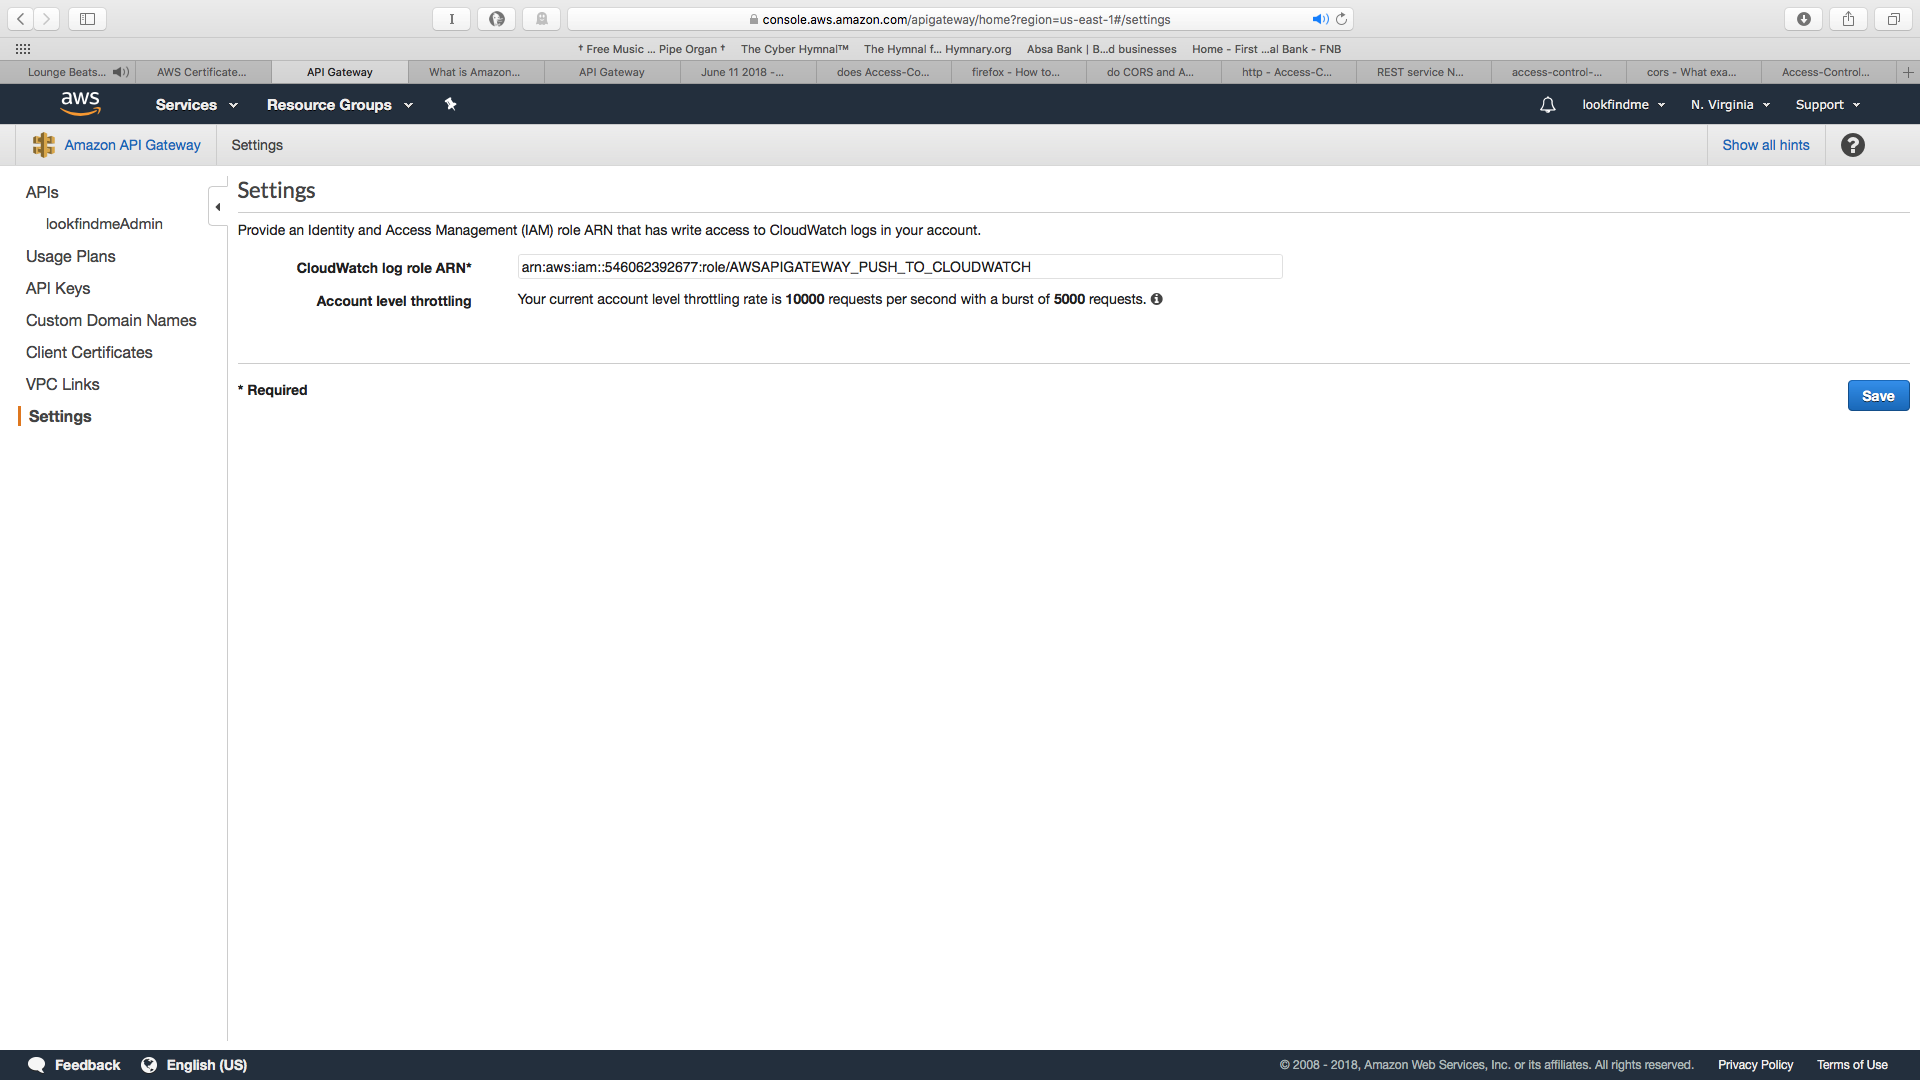 I
console.aws.amazon.com/apigateway/home?region=us-east-1#/settings
† Free Music ... Pipe Organ † The Cyber Hymnal™ The Hymnal f... Hymnary.org Absa Bank | B...d businesses Home - First ...al Bank - FNB
Lounge Beats... AWS Certificate... API Gateway What is Amazon... API Gateway June 11 2018 -... does Access-Co... firefox - How to... do CORS and A... http - Access-C... REST service N... access-control-... cors - What exa... Access-Control... +
aws Services Resource Groups lookfindme N. Virginia Support
Amazon API Gateway Settings Show all hints ?
APIs
lookfindmeAdmin
Usage Plans
API Keys
Custom Domain Names
Client Certificates
VPC Links
Settings
Settings
Provide an Identity and Access Management (IAM) role ARN that has write access to CloudWatch logs in your account.
CloudWatch log role ARN* arn:aws:iam::546062392677:role/AWSAPIGATEWAY_PUSH_TO_CLOUDWATCH
Account level throttling Your current account level throttling rate is 10000 requests per second with a burst of 5000 requests.
* Required Save
Feedback English (US) © 2008 - 2018, Amazon Web Services, Inc. or its affiliates. All rights reserved. Privacy Policy Terms of Use